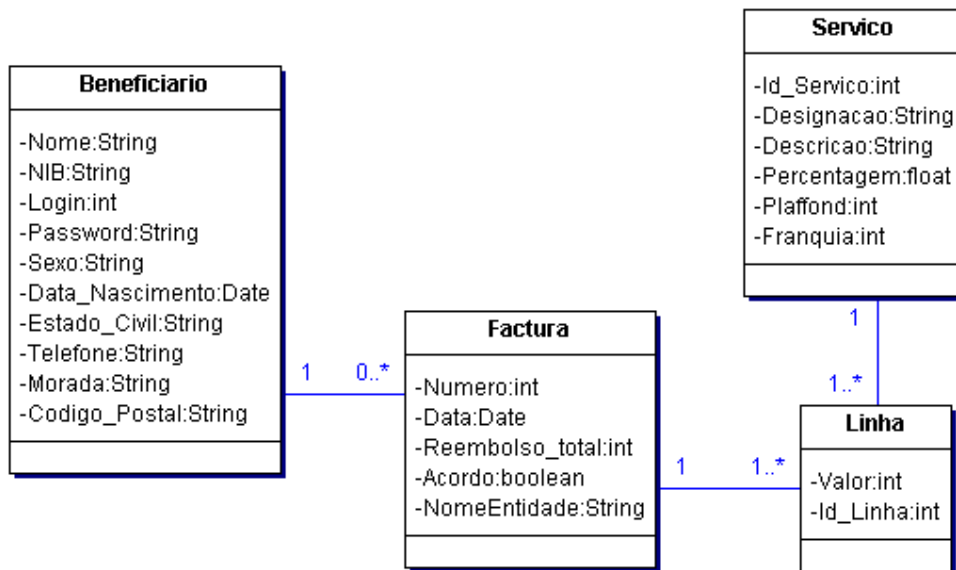 Beneficiario
-Nome:String
-NIB:String
-Login:int
-Password:String
-Sexo:String
-Data_Nascimento:Date
-Estado_Civil:String
-Telefone:String
-Morada:String
-Codigo_Postal:String
1
0..*
Factura
-Numero:int
-Data:Date
-Reembolso_total:int
-Acordo:boolean
-NomeEntidade:String
1
1..*
Servico
-Id_Servico:int
-Designacao:String
-Descricao:String
-Percentagem:float
-Plaffond:int
-Franquia:int
1
1..*
Linha
-Valor:int
-Id_Linha:int